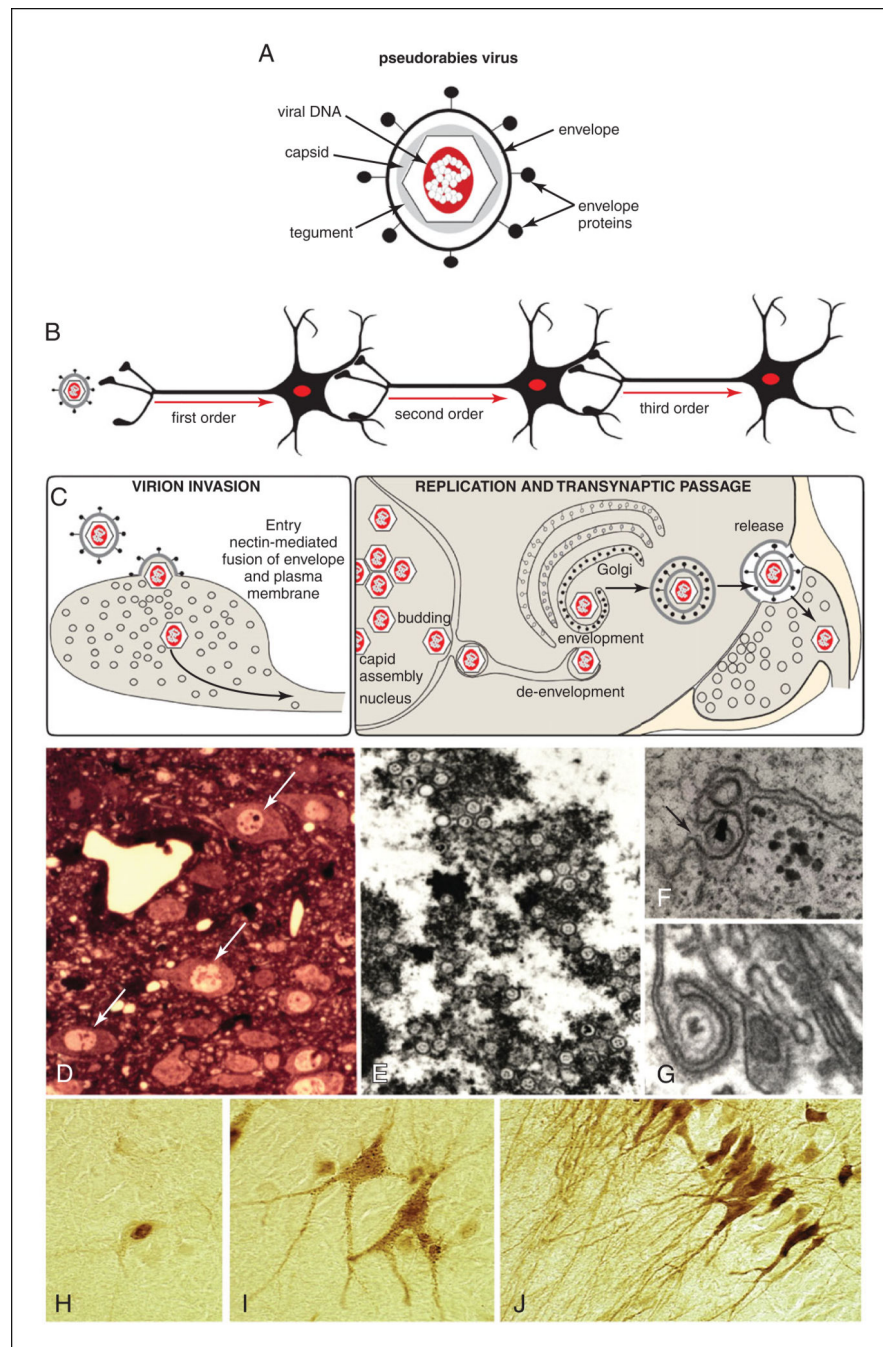 A
pseudorabies virus
viral DNA
capsid
tegument
envelope
envelope
proteins
B
first order
second order
third order
C
VIRION INVASION
Entry
nectin-mediated
fusion of envelope
and plasma
membrane
REPLICATION AND TRANSYNAPTIC PASSAGE
release
Golgi
budding
envelopment
capid
assembly
nucleus
de-envelopment
D
E
F
G
H
I
J